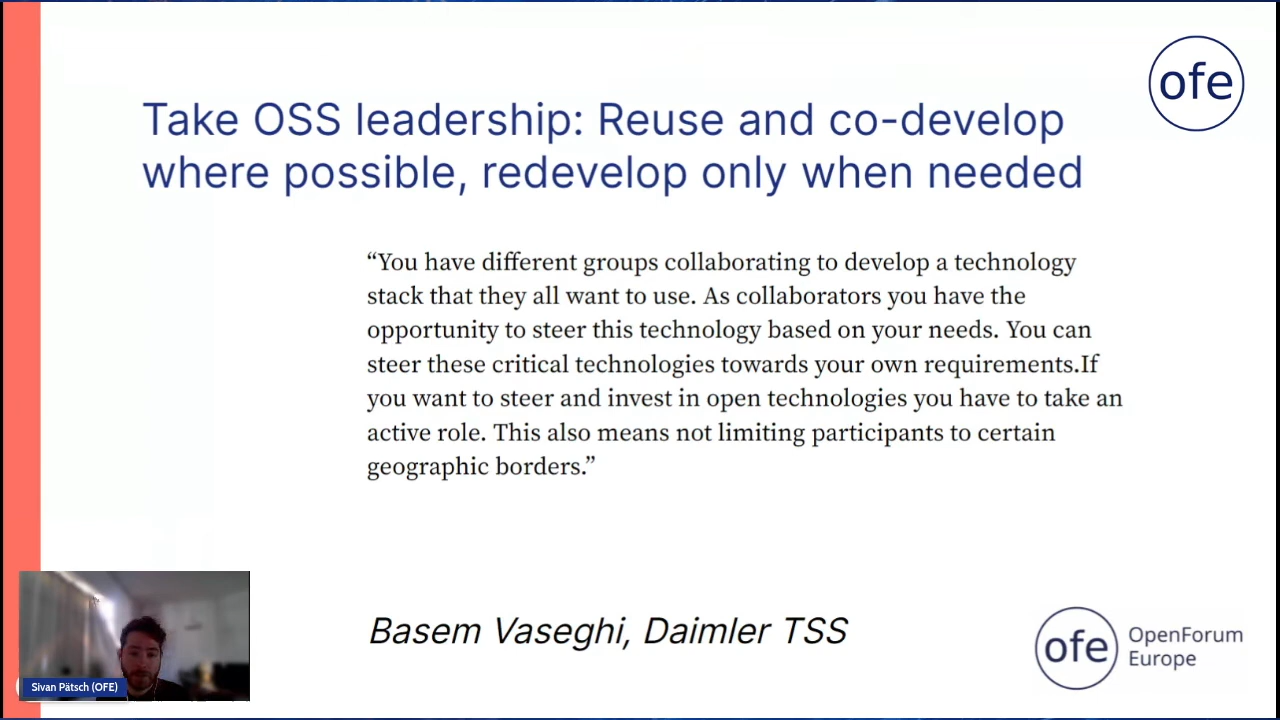 ofe
Take OSS leadership: Reuse and co-develop
where possible, redevelop only when needed
“You have different groups collaborating to develop a technology
stack that they all want to use. As collaborators you have the
opportunity to steer this technology based on your needs. You can
steer these critical technologies towards your own requirements.If
you want to steer and invest in open technologies you have to take an
active role. This also means not limiting participants to certain
geographic borders.”
Basem Vaseghi, Daimler TSS
Sivan Pätsch (OFE)
ofe
OpenForum
Europe